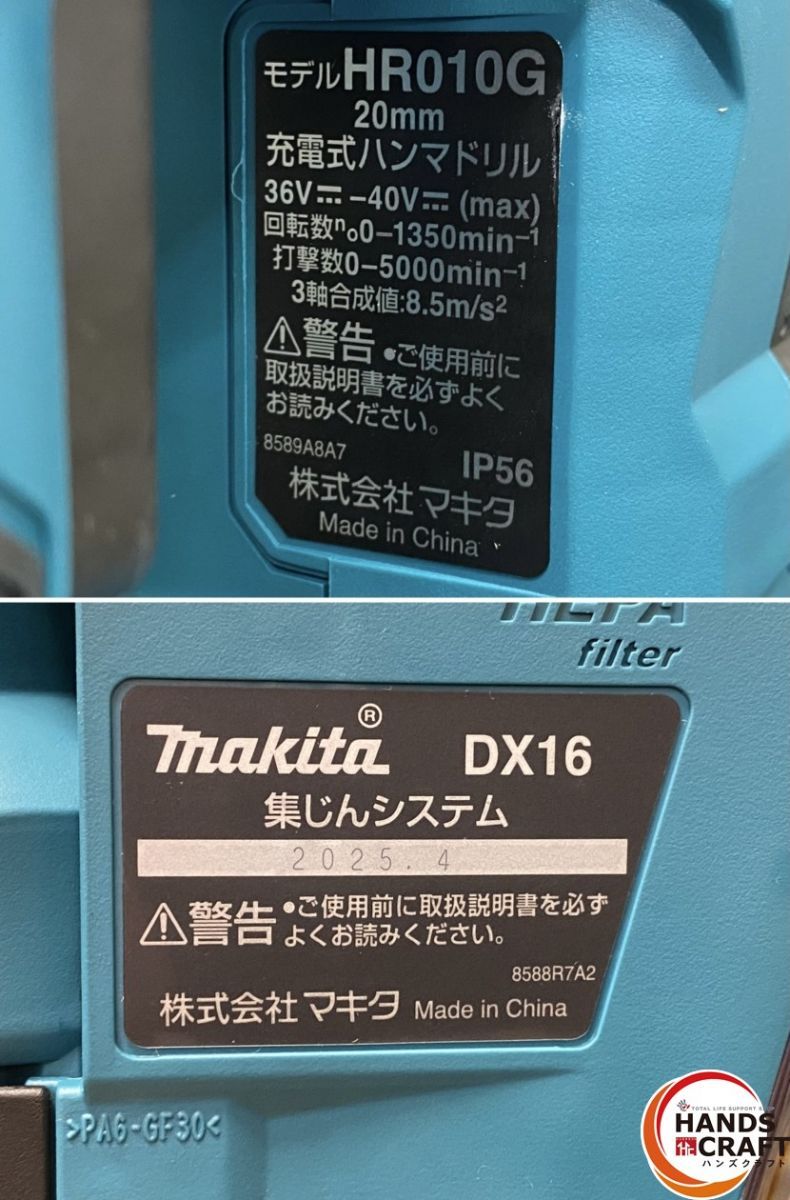 モデルHR010G
20mm
充電式ハンマドリル
36V⎓-40V⎓ (max)
回転数n₀0-1350min⁻¹
打撃数0-5000min⁻¹
3軸合成値:8.5m/s²
⚠警告 ●ご使用前に
取扱説明書を必ずよく
お読みください。
8589A8A7
IP56
株式会社マキタ
Made in China
HEPA
filter
makita® DX16
集じんシステム
2025.4
⚠警告 ●ご使用前に取扱説明書を必ず
よくお読みください。
8588R7A2
株式会社マキタ Made in China
>PA6-GF30<
TOTAL LIFE SUPPORT SHOP
HANDS
CRAFT
ハンズクラフト